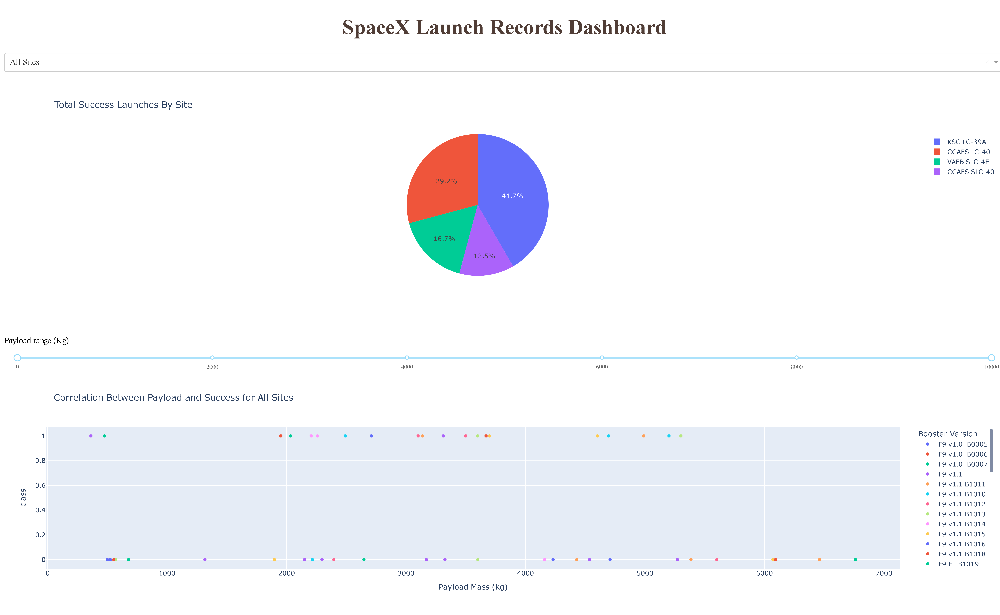 SpaceX Launch Records Dashboard
All Sites
×
Total Success Launches By Site
KSC LC-39A
CCAFS LC-40
VAFB SLC-4E
CCAFS SLC-40
29.2%
41.7%
16.7%
12.5%
Payload range (Kg):
0 2000 4000 6000 8000 10000
Correlation Between Payload and Success for All Sites
1
0.8
0.6
0.4
0.2
0
class
0 1000 2000 3000 4000 5000 6000 7000
Payload Mass (kg)
Booster Version
F9 v1.0  B0005
F9 v1.0  B0006
F9 v1.0  B0007
F9 v1.1
F9 v1.1 B1011
F9 v1.1 B1010
F9 v1.1 B1012
F9 v1.1 B1013
F9 v1.1 B1014
F9 v1.1 B1015
F9 v1.1 B1016
F9 v1.1 B1018
F9 FT B1019